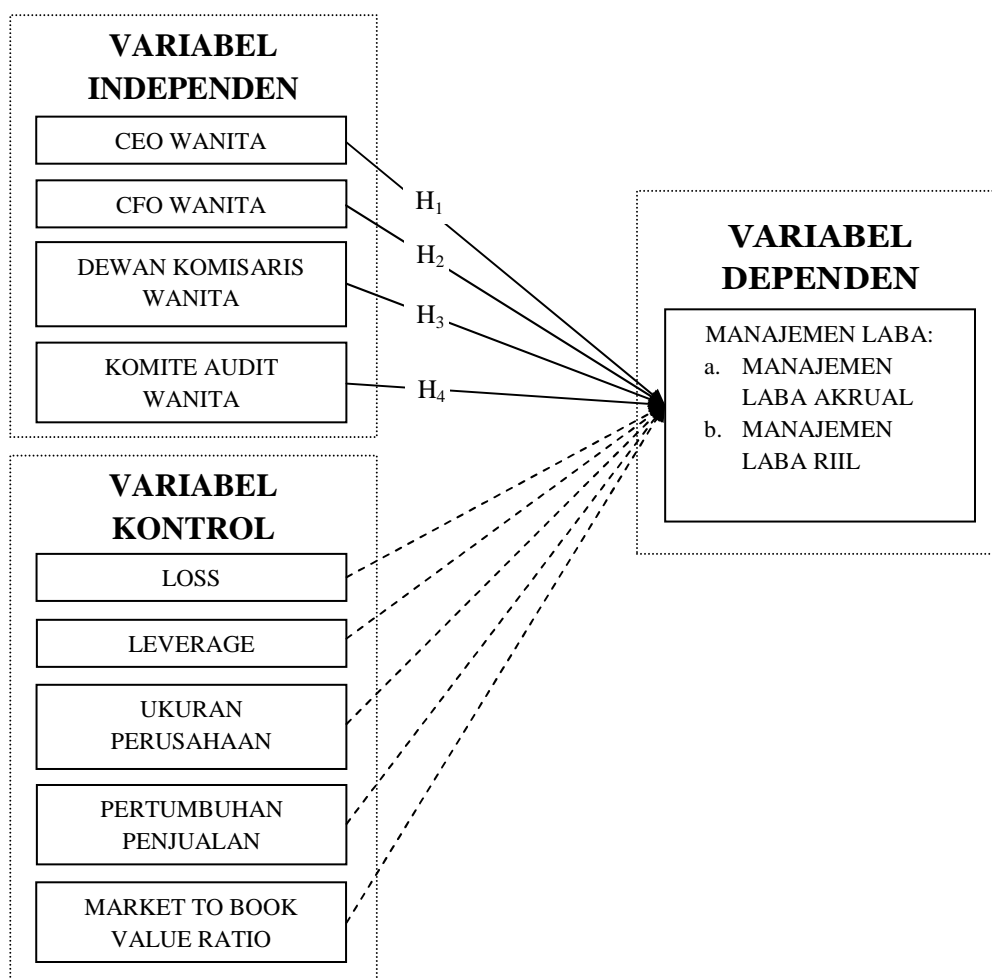 VARIABEL
INDEPENDEN
CEO WANITA
CFO WANITA
DEWAN KOMISARIS
WANITA
KOMITE AUDIT
WANITA
H₁
H₂
H₃
H₄
VARIABEL
DEPENDEN
MANAJEMEN LABA:
a. MANAJEMEN
LABA AKRUAL
b. MANAJEMEN
LABA RIIL
VARIABEL
KONTROL
LOSS
LEVERAGE
UKURAN
PERUSAHAAN
PERTUMBUHAN
PENJUALAN
MARKET TO BOOK
VALUE RATIO